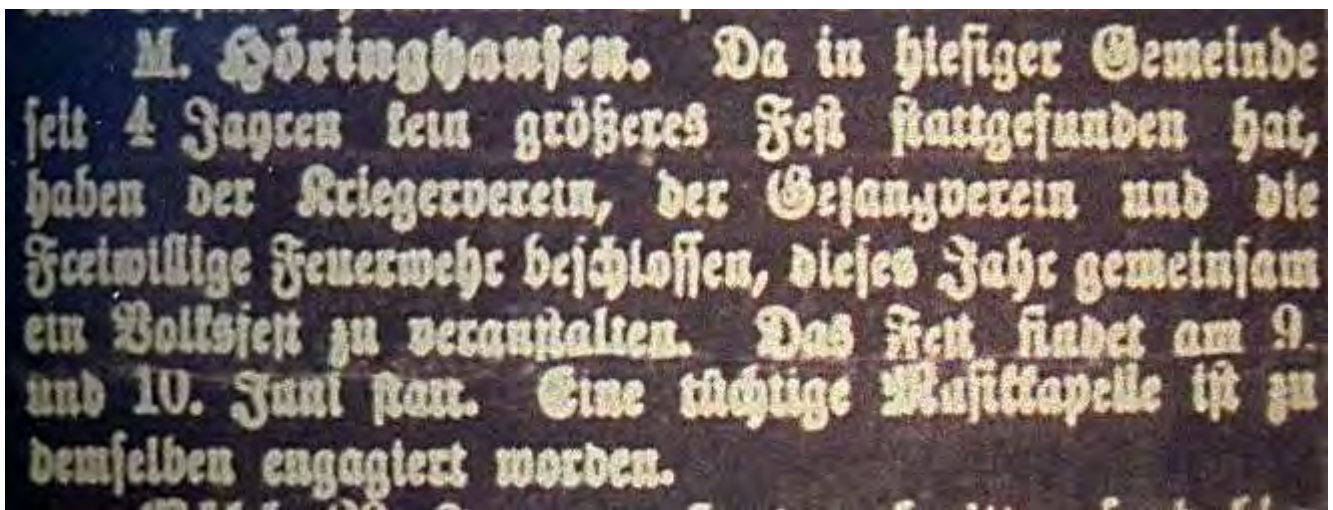 M. Höringhausen. Da in hiesiger Gemeinde
seit 4 Jahren kein größeres Fest stattgefunden hat,
haben der Kriegerverein, der Gesangverein und die
Freiwillige Feuerwehr beschlossen, dieses Jahr gemeinsam
ein Volksfest zu veranstalten. Das Fest findet am 9.
und 10. Juni statt. Eine tüchtige Musikkapelle ist zu
demselben engagiert worden.